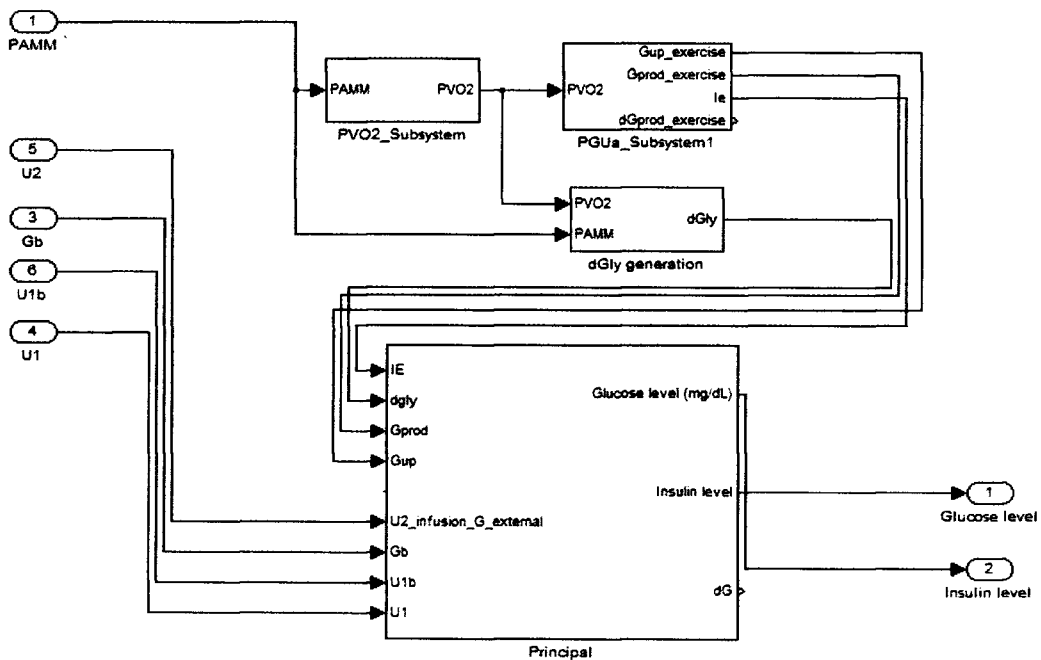 1
PAMM
PAMM
PVO2
PVO2_Subsystem
PVO2
Gup_exercise
Gprod_exercise
Ie
dGprod_exercise
PGUa_Subsystem1
5
U2
3
Gb
6
U1b
4
U1
PVO2
PAMM
dGly
dGly generation
IE
dgly
Gprod
Gup
U2_infusion_G_external
Gb
U1b
U1
Glucose level (mg/dL)
Insulin level
dG
Principal
1
Glucose level
2
Insulin level